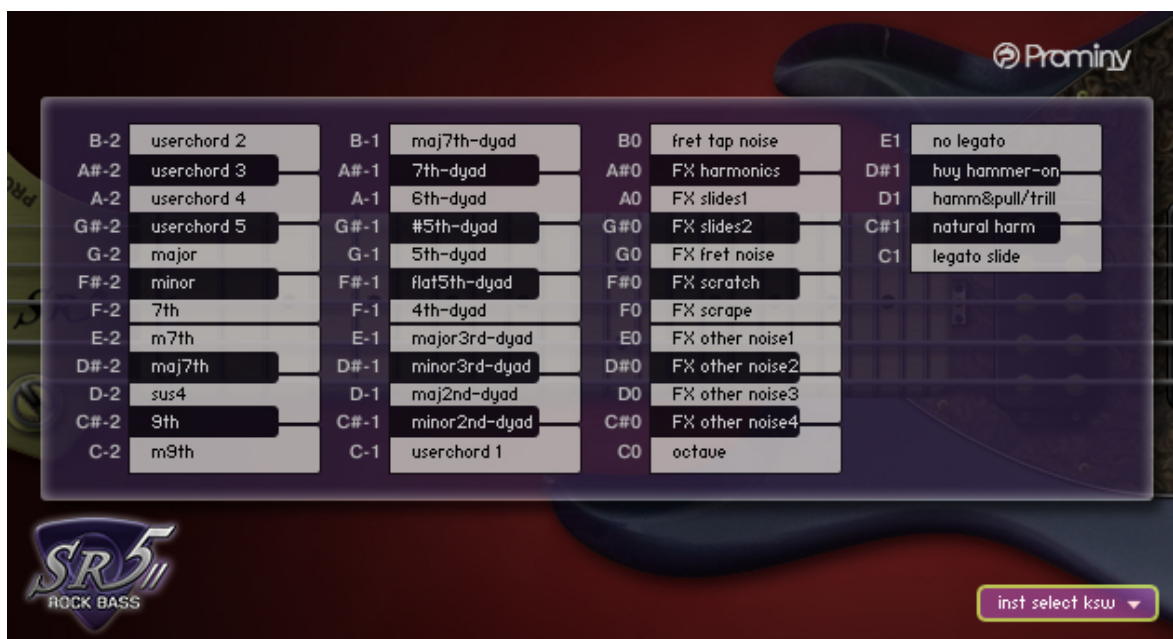 Prominy
B-2 userchord 2
A#-2 userchord 3
A-2 userchord 4
G#-2 userchord 5
G-2 major
F#-2 minor
F-2 7th
E-2 m7th
D#-2 maj7th
D-2 sus4
C#-2 9th
C-2 m9th
B-1 maj7th-dyad
A#-1 7th-dyad
A-1 6th-dyad
G#-1 #5th-dyad
G-1 5th-dyad
F#-1 flat5th-dyad
F-1 4th-dyad
E-1 major3rd-dyad
D#-1 minor3rd-dyad
D-1 maj2nd-dyad
C#-1 minor2nd-dyad
C-1 userchord 1
B0 fret tap noise
A#0 FX harmonics
A0 FX slides1
G#0 FX slides2
G0 FX fret noise
F#0 FX scratch
F0 FX scrape
E0 FX other noise1
D#0 FX other noise2
D0 FX other noise3
C#0 FX other noise4
C0 octave
E1 no legato
D#1 hvy hammer-on
D1 hamm&pull/trill
C#1 natural harm
C1 legato slide
SR5 II
ROCK BASS
inst select ksw